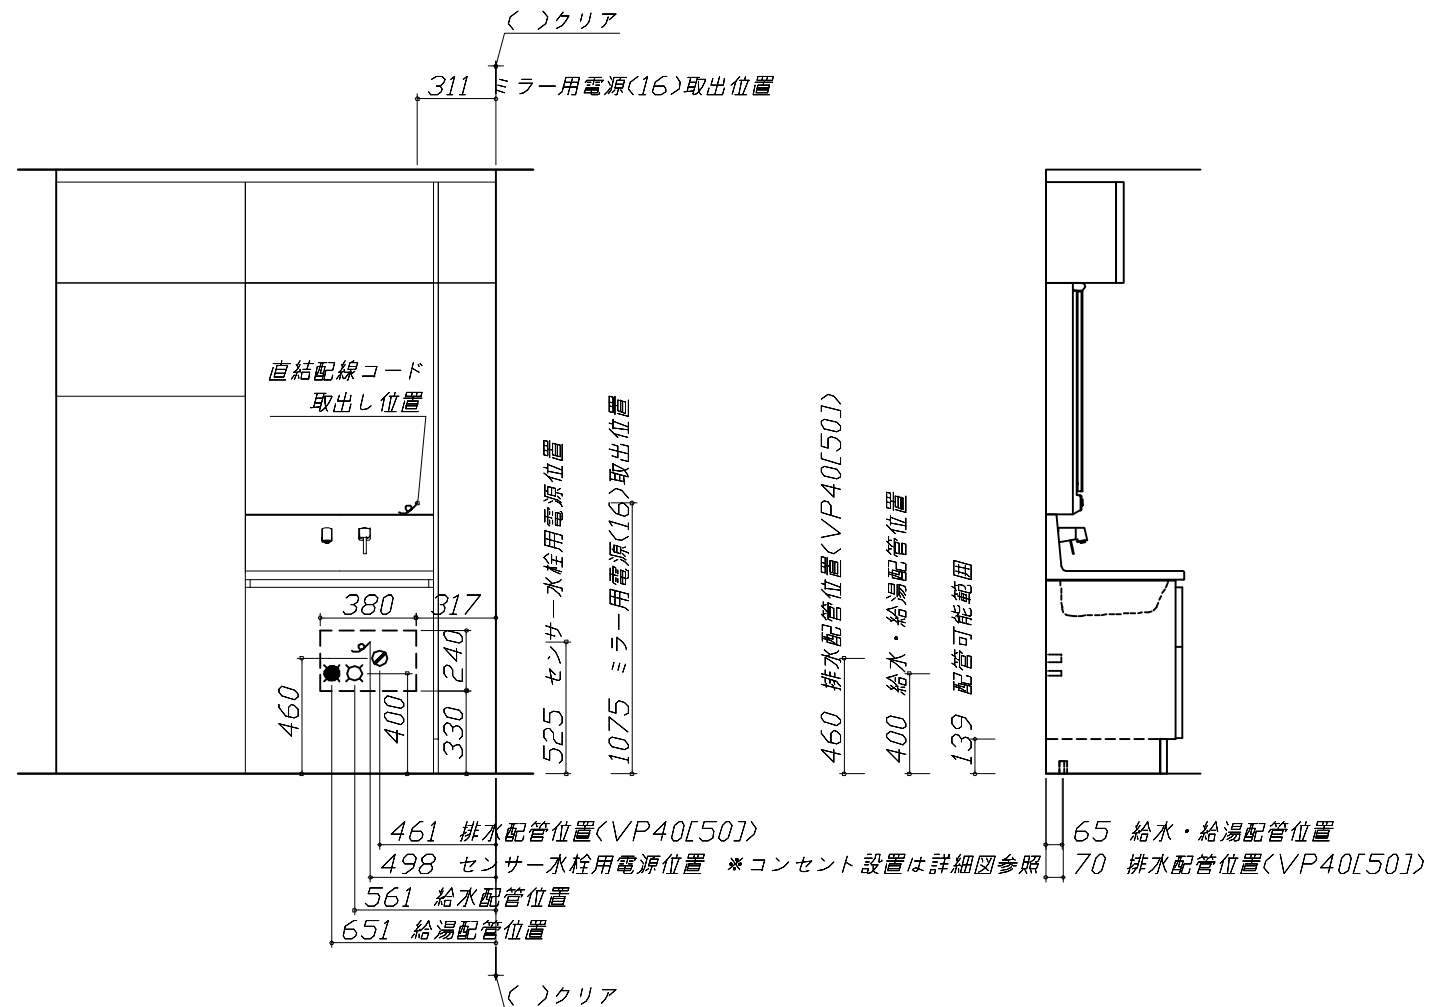 ( )クリア
311 ミラー用電源(16)取出位置
直結配線コード
取出し位置
380
317
240
330
460
400
525 センサー水栓用電源位置
1075 ミラー用電源(16)取出位置
460 排水配管位置(VP40[50])
400 給水・給湯配管位置
139 配管可能範囲
461 排水配管位置(VP40[50])
498 センサー水栓用電源位置 ※コンセント設置は詳細図参照
561 給水配管位置
651 給湯配管位置
65 給水・給湯配管位置
70 排水配管位置(VP40[50])
( )クリア